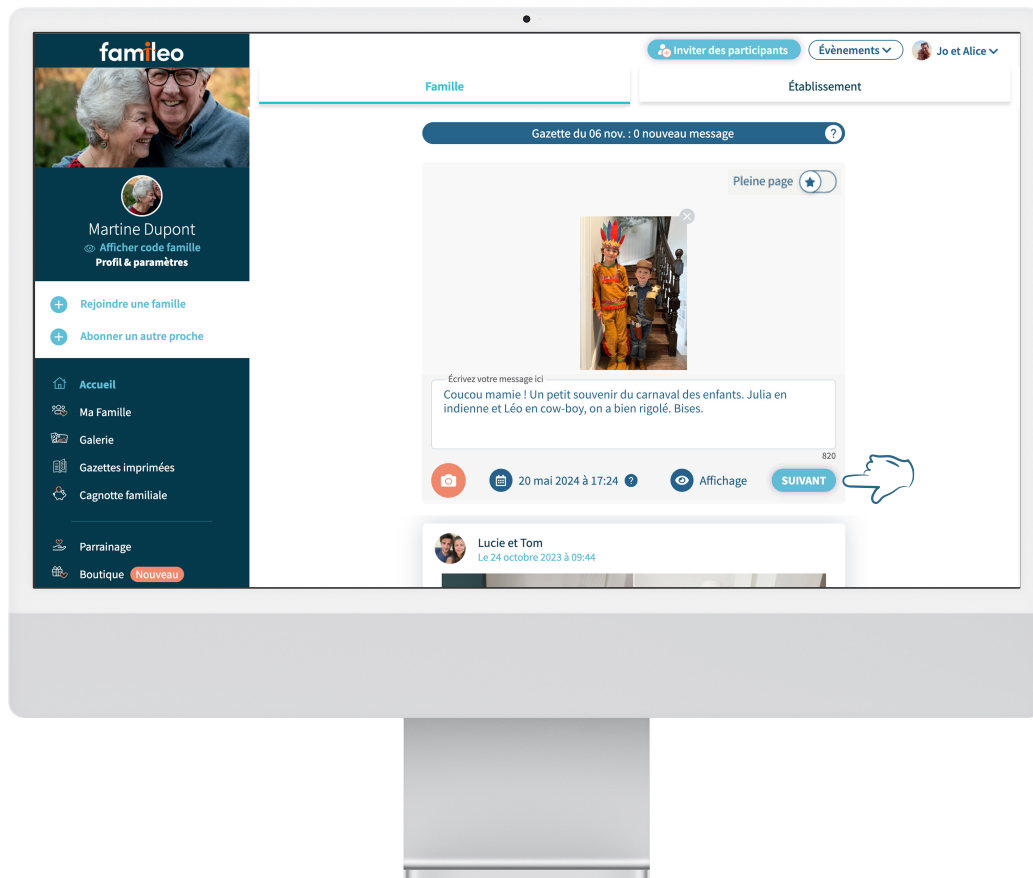 famileo
Inviter des participants
Évènements
Jo et Alice
Famille
Établissement
Gazette du 06 nov. : 0 nouveau message
?
Pleine page
Martine Dupont
Afficher code famille
Profil & paramètres
Rejoindre une famille
Abonner un autre proche
Accueil
Ma Famille
Galerie
Gazettes imprimées
Cagnotte familiale
Parrainage
Boutique Nouveau
Écrivez votre message ici
Coucou mamie ! Un petit souvenir du carnaval des enfants. Julia en
indienne et Léo en cow-boy, on a bien rigolé. Bises.
820
20 mai 2024 à 17:24 ?
Affichage
SUIVANT
Lucie et Tom
Le 24 octobre 2023 à 09:44